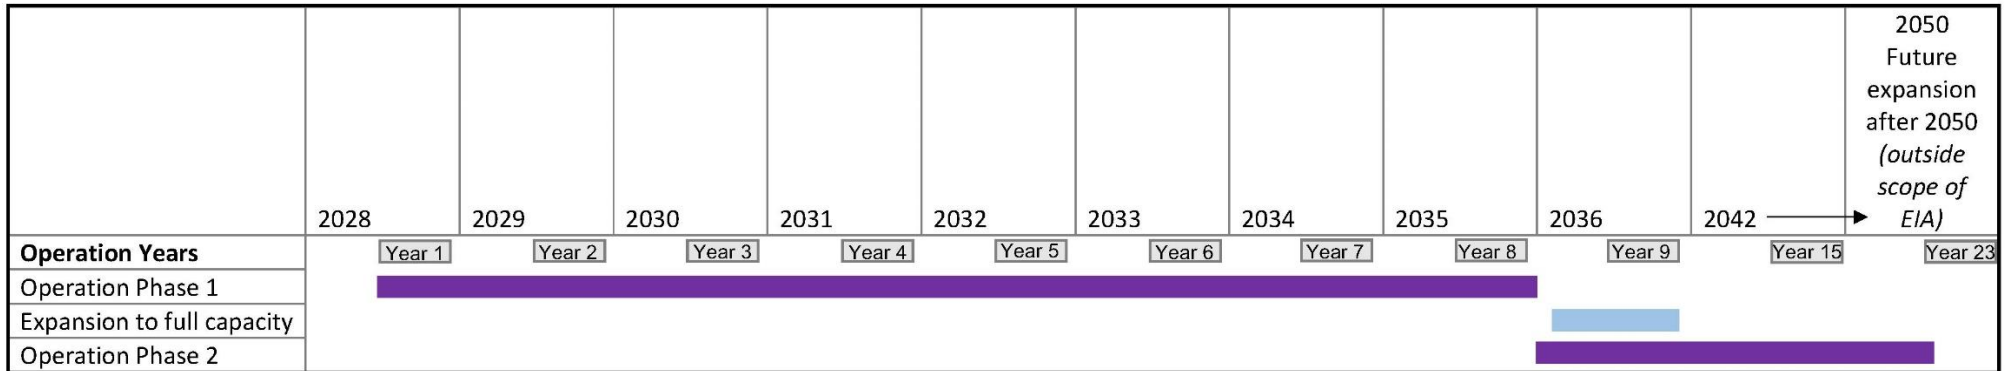 2050
Future
expansion
after 2050
(outside
scope of
2028 2029 2030 2031 2032 2033 2034 2035 2036 2042 EIA)
Operation Years Year 1 Year 2 Year 3 Year 4 Year 5 Year 6 Year 7 Year 8 Year 9 Year 15 Year 23
Operation Phase 1
Expansion to full capacity
Operation Phase 2